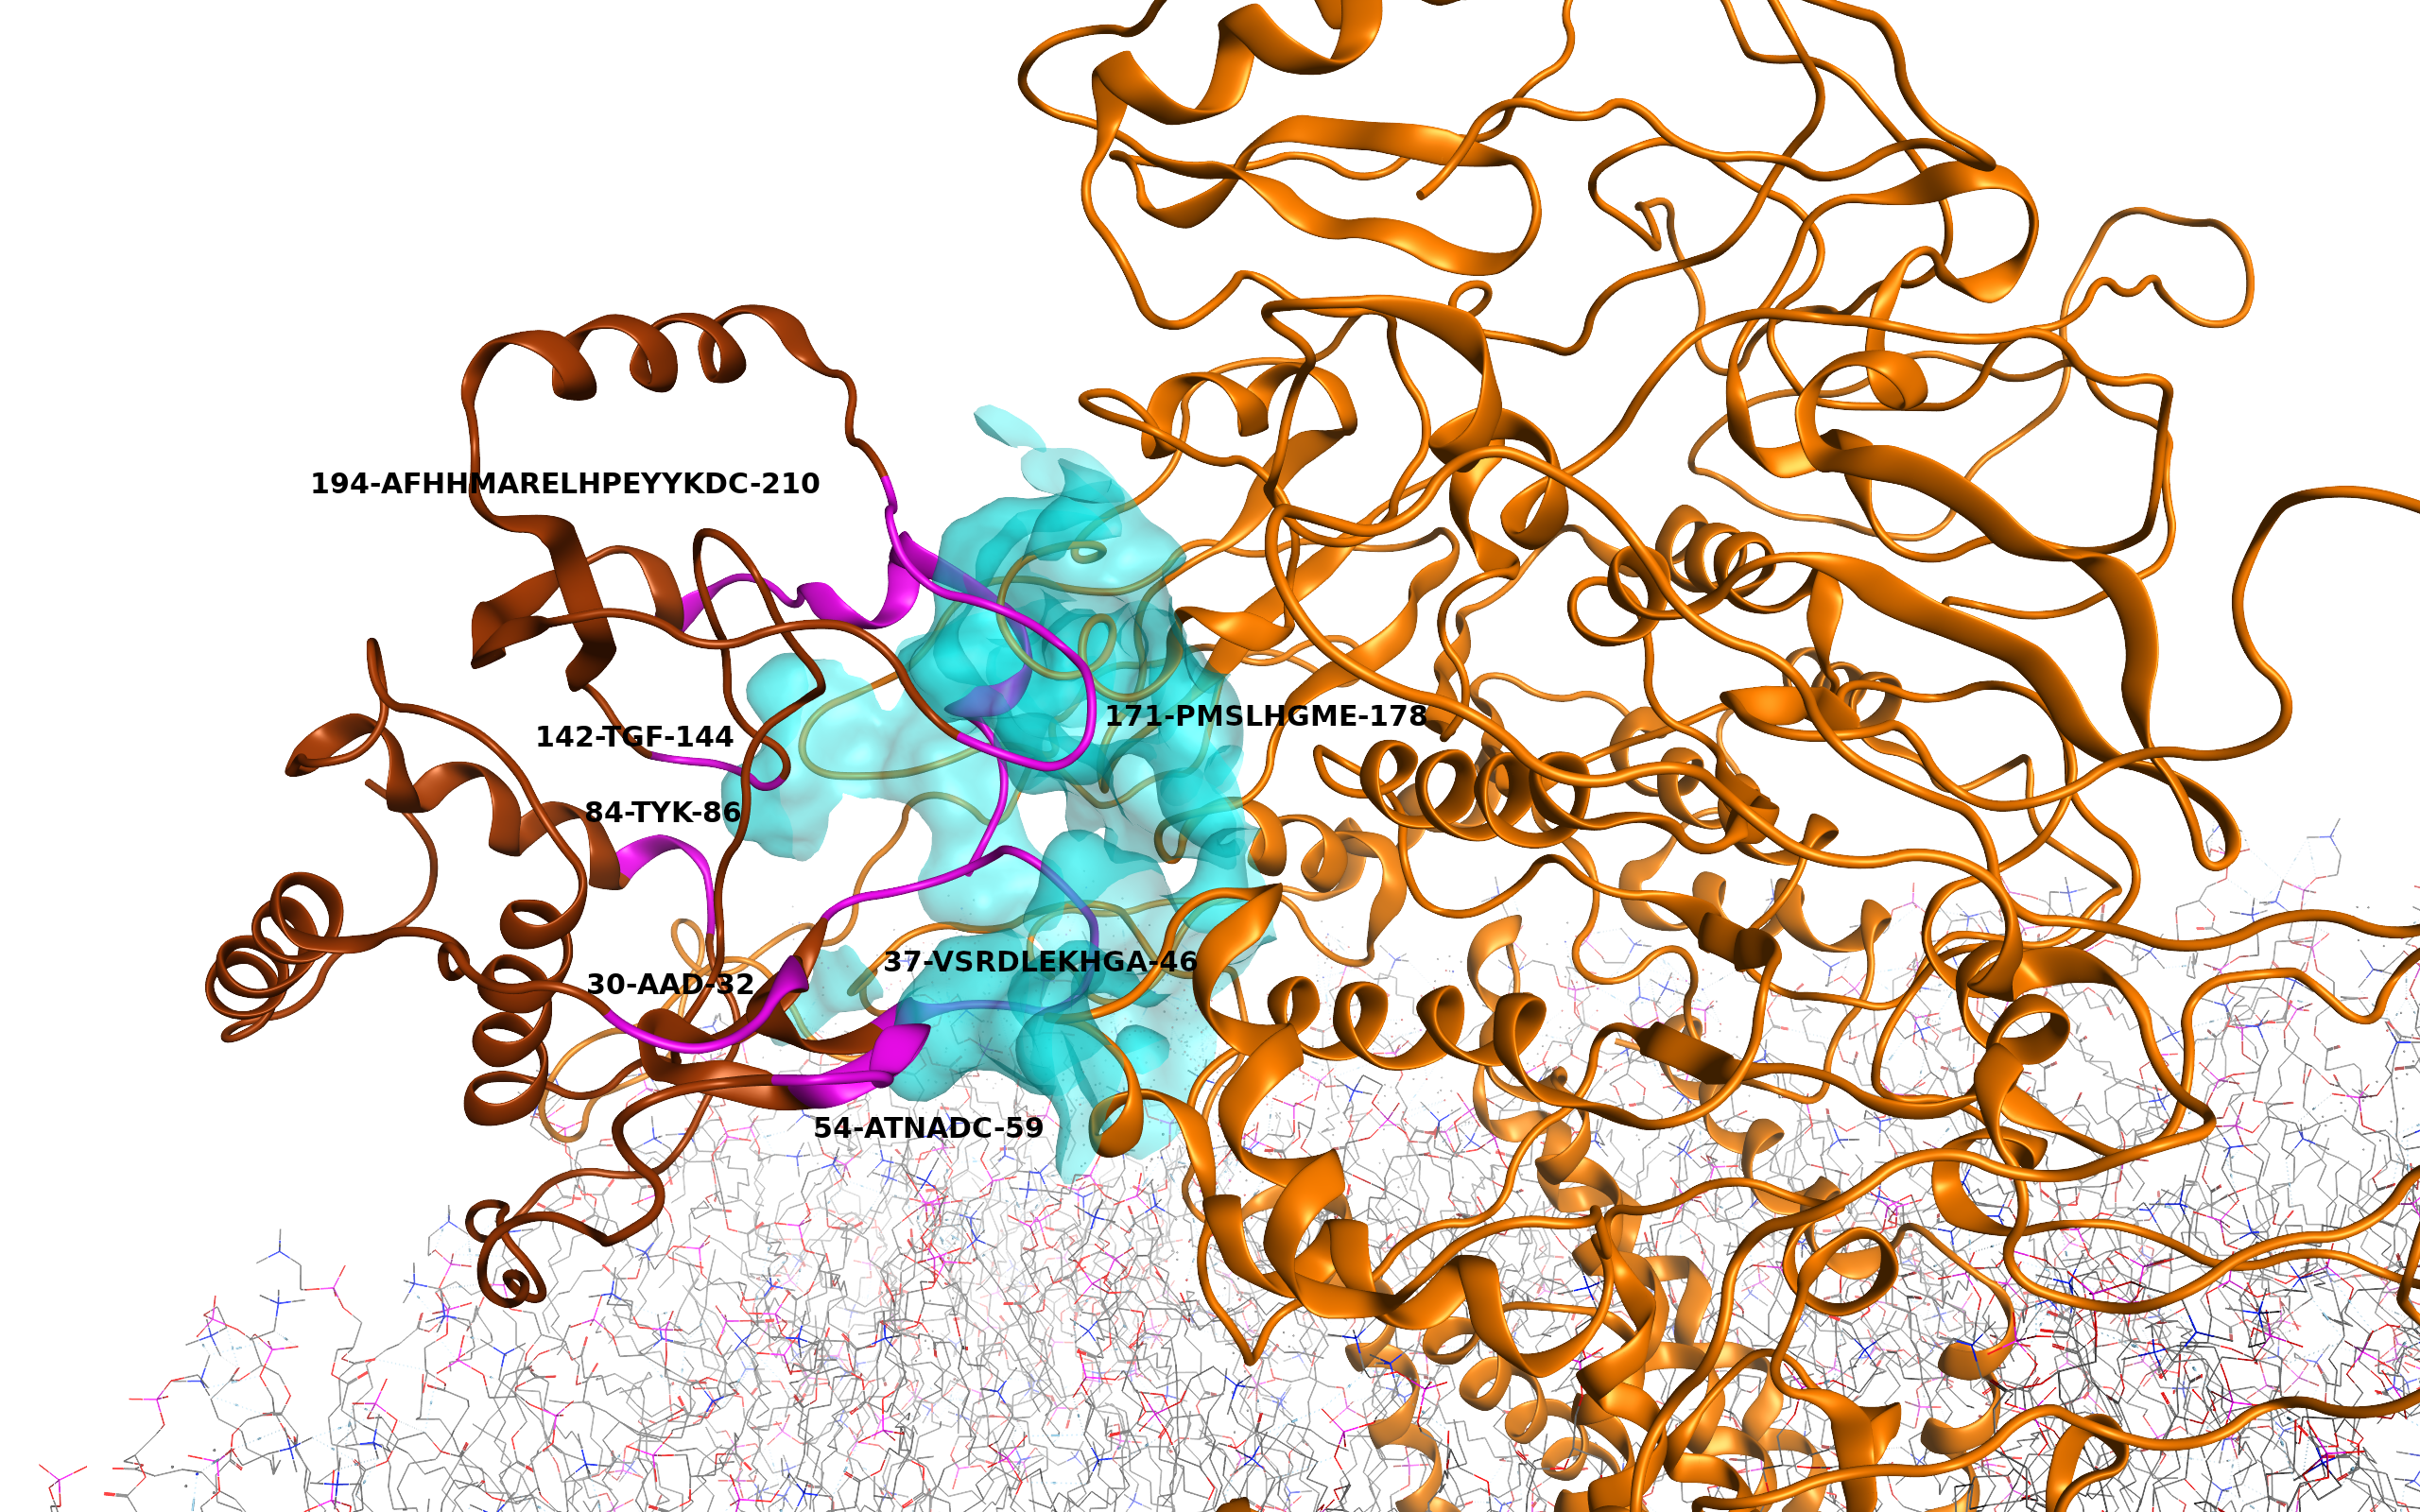 194-AFHHMARELHPEYYKDC-210
171-PMSLHGME-178
142-TGF-144
84-TYK-86
37-VSRDLEKHGA-46
30-AAD-32
54-ATNADC-59